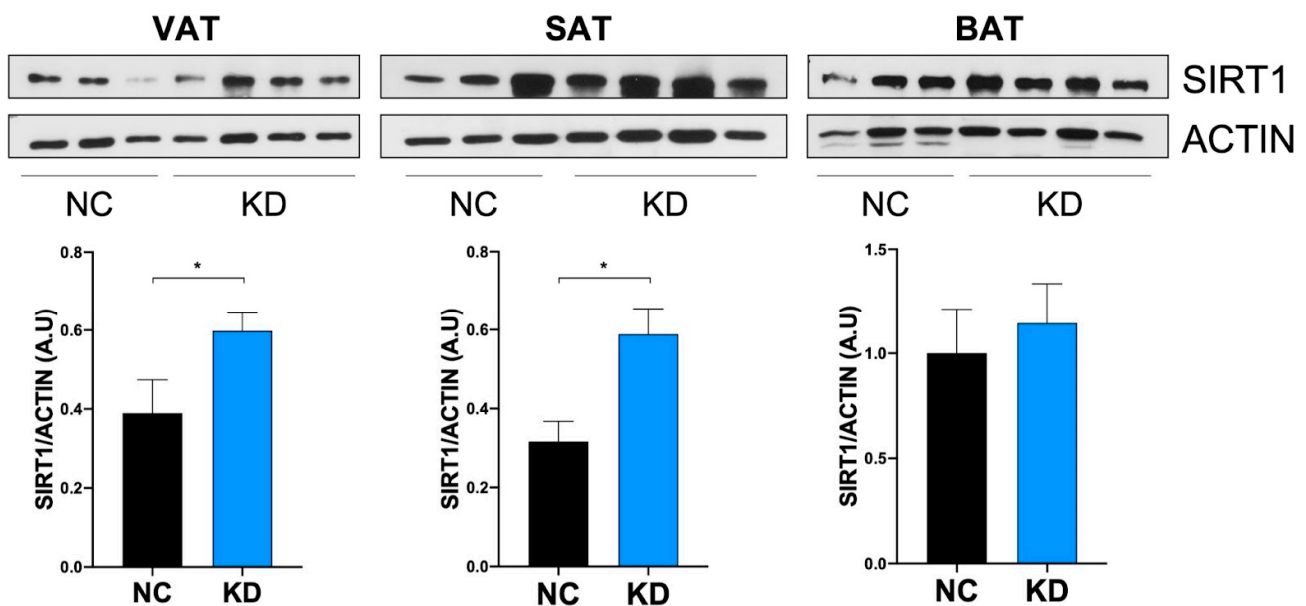 VAT SAT BAT
SIRT1
ACTIN
NC KD NC KD NC KD
SIRT1/ACTIN (A.U)
0.8
0.6
0.4
0.2
0.0
*
NC KD
SIRT1/ACTIN (A.U)
0.8
0.6
0.4
0.2
0.0
*
NC KD
SIRT1/ACTIN (A.U)
1.5
1.0
0.5
0.0
NC KD